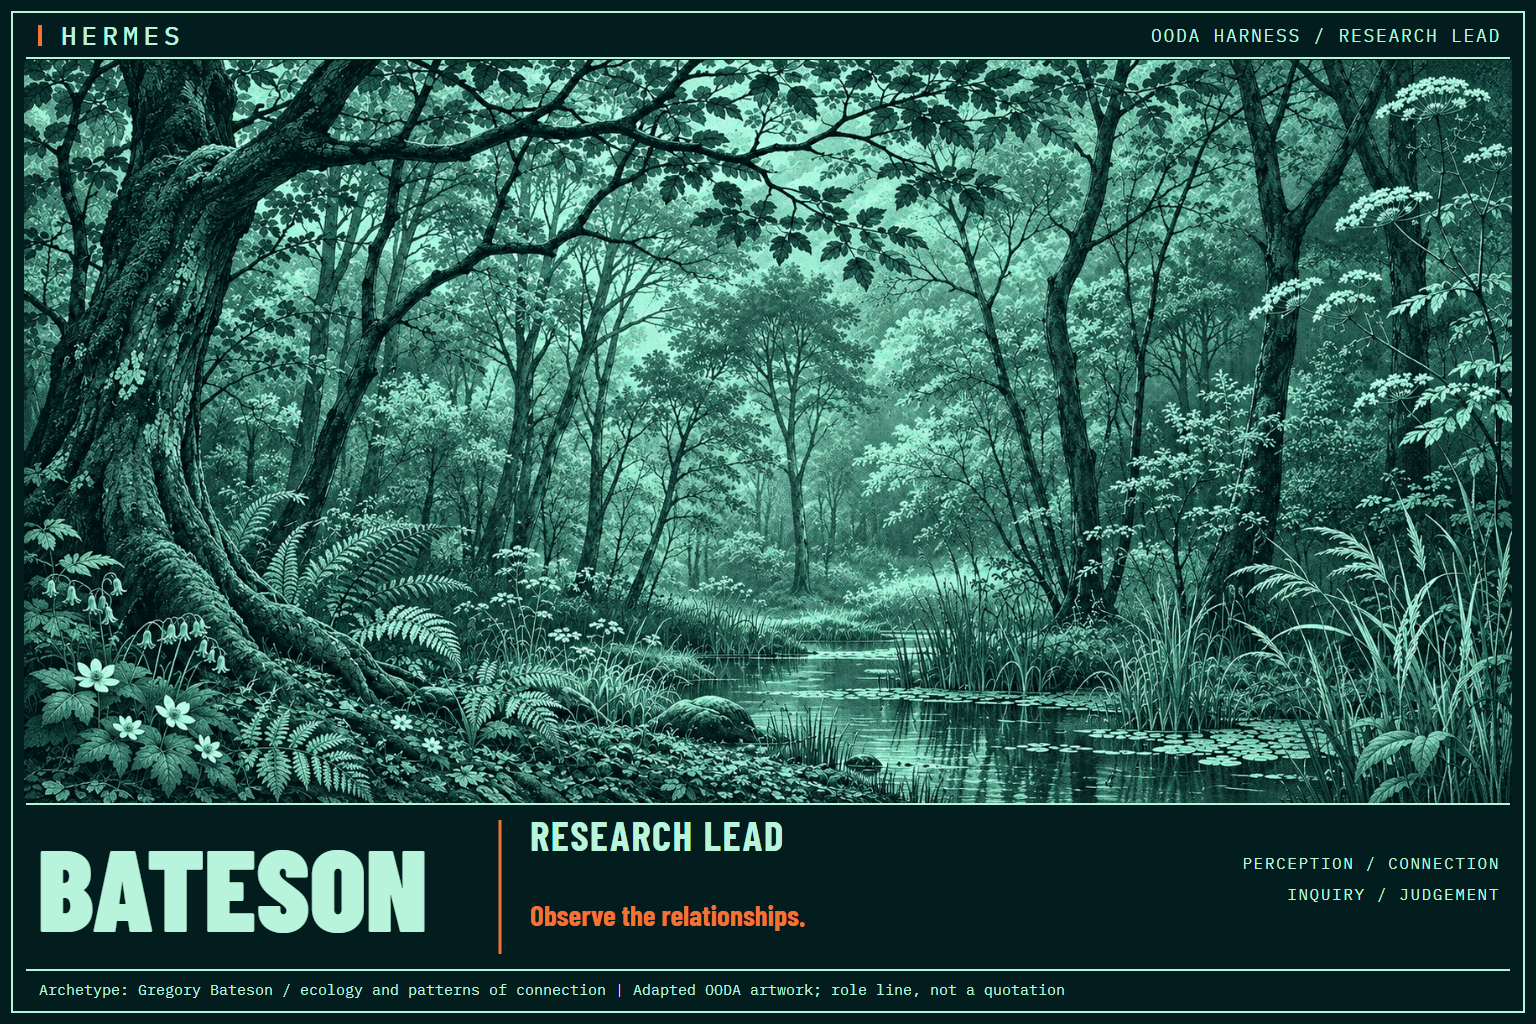 HERMES
OODA HARNESS / RESEARCH LEAD
BATESON
RESEARCH LEAD
Observe the relationships.
PERCEPTION / CONNECTION
INQUIRY / JUDGEMENT
Archetype: Gregory Bateson / ecology and patterns of connection | Adapted OODA artwork; role line, not a quotation